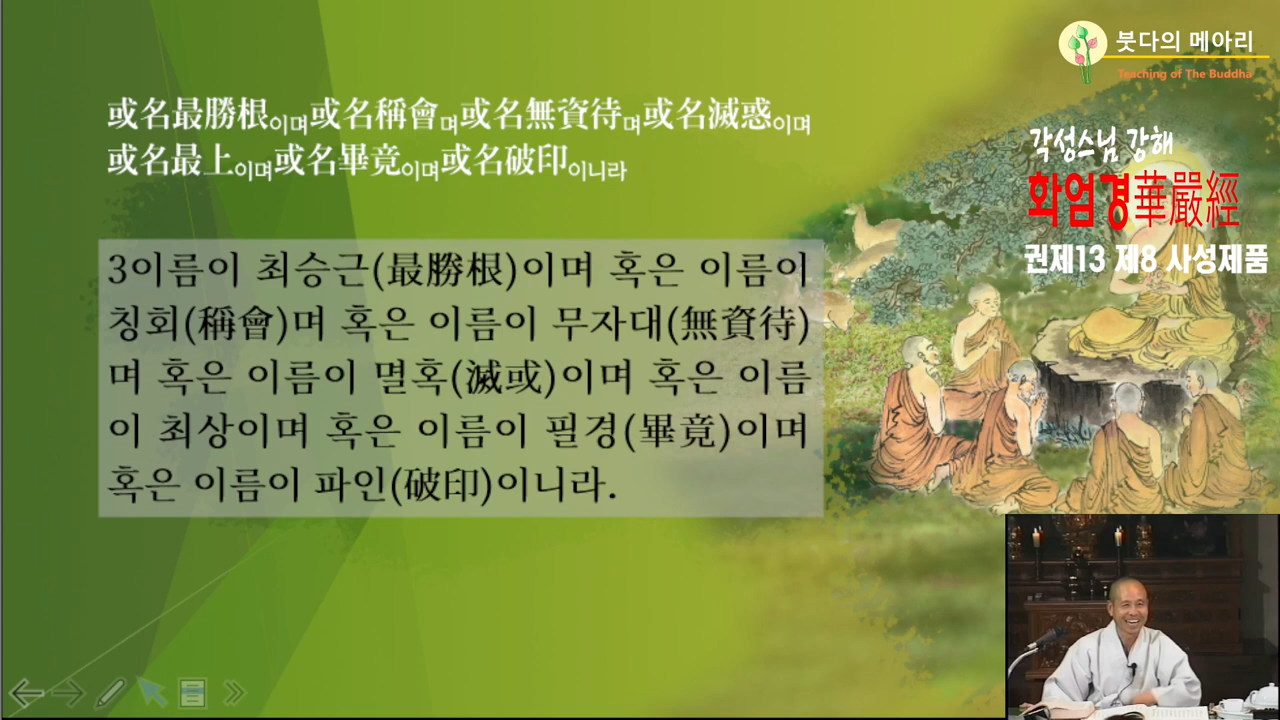 或名最勝根이며或名稱會며或名無資待며或名滅惑이며
或名最上이며或名畢竟이며或名破印이니라
3이름이 최승근(最勝根)이며 혹은 이름이
칭회(稱會)며 혹은 이름이 무자대(無資待)
며 혹은 이름이 멸혹(滅或)이며 혹은 이름
이 최상이며 혹은 이름이 필경(畢竟)이며
혹은 이름이 파인(破印)이니라.
붓다의 메아리
Teaching of The Buddha
각성스님 강해
화엄경華嚴經
권제13 제8 사성제품